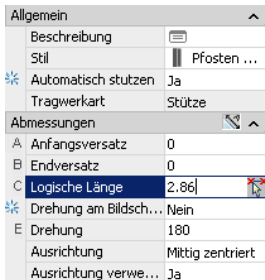 Allgemein
Beschreibung
Stil Pfosten ...
Automatisch stutzen Ja
Tragwerkart Stütze
Abmessungen
A Anfangsversatz 0
B Endversatz 0
C Logische Länge 2.86
Drehung am Bildsch... Nein
E Drehung 180
Ausrichtung Mittig zentriert
Ausrichtung verwe... Ja